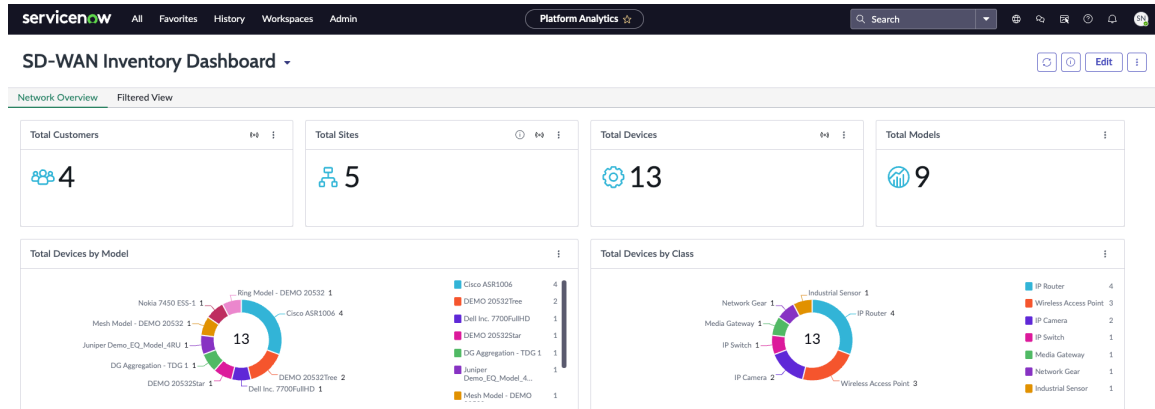 servicenow All Favorites History Workspaces Admin Platform Analytics Search SN
SD-WAN Inventory Dashboard Edit
Network Overview Filtered View
Total Customers
4
Total Sites
5
Total Devices
13
Total Models
9
Total Devices by Model
Ring Model - DEMO 20532 1
Nokia 7450 ESS-1 1
Cisco ASR1006 4
Mesh Model - DEMO 20532 1
13
Juniper Demo_EQ_Model_4RU 1
DG Aggregation - TDG 1 1
DEMO 20532Tree 2
DEMO 20532Star 1
Dell Inc. 7700FullHD 1
Cisco ASR1006 4
DEMO 20532Tree 2
Dell Inc. 7700FullHD 1
DEMO 20532Star 1
DG Aggregation - TDG 1 1
Juniper 1
Demo_EQ_Model_4...
Mesh Model - DEMO 1
Total Devices by Class
Industrial Sensor 1
Network Gear 1
IP Router 4
Media Gateway 1
13
IP Switch 1
IP Camera 2
Wireless Access Point 3
IP Router 4
Wireless Access Point 3
IP Camera 2
IP Switch 1
Media Gateway 1
Network Gear 1
Industrial Sensor 1